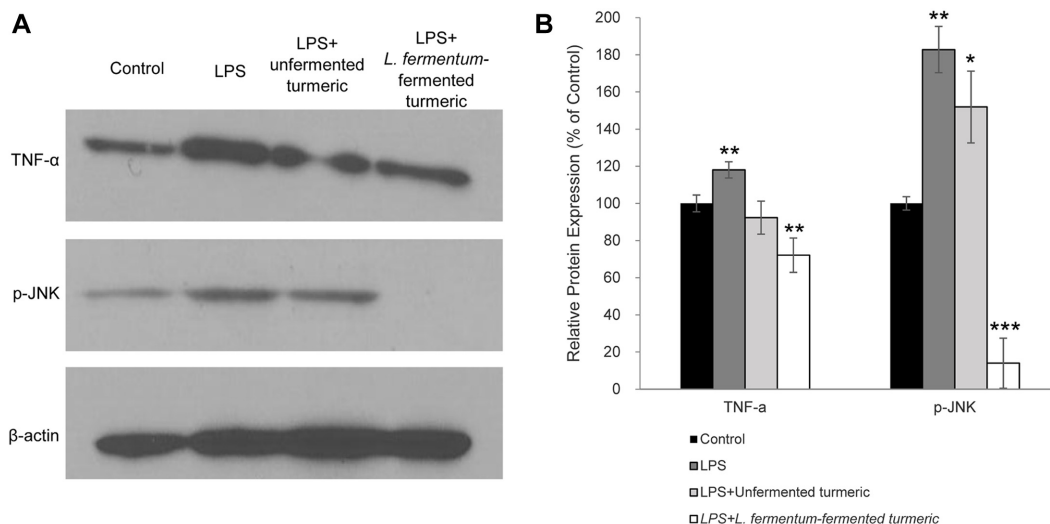 A
Control
LPS
LPS+
unfermented
turmeric
LPS+
L. fermentum-
fermented
turmeric
TNF-α
p-JNK
β-actin
B
Relative Protein Expression (% of Control)
200
180
160
140
120
100
80
60
40
20
0
**
**
**
*
***
TNF-a
p-JNK
Control
LPS
LPS+Unfermented turmeric
LPS+L. fermentum-fermented turmeric